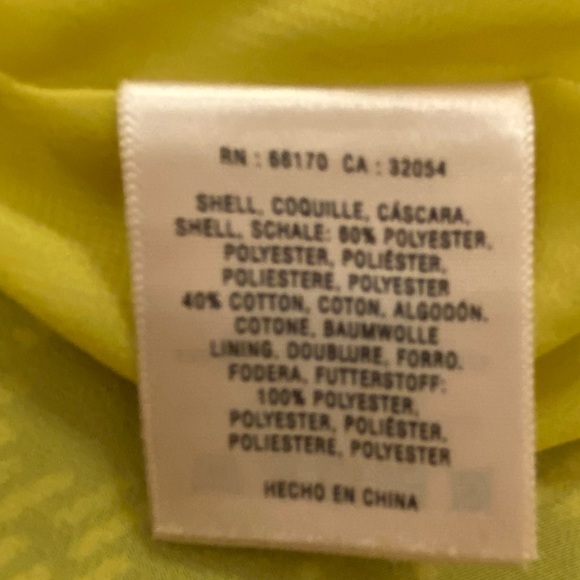 RN : 66170 CA : 32054
SHELL, COQUILLE, CÁSCARA,
SHELL, SCHALE: 60% POLYESTER,
POLYESTER, POLIÉSTER,
POLIESTERE, POLYESTER
40% COTTON, COTON, ALGODÓN,
COTONE, BAUMWOLLE
LINING, DOUBLURE, FORRO,
FODERA, FUTTERSTOFF:
100% POLYESTER,
POLYESTER, POLIÉSTER,
POLIESTERE, POLYESTER
HECHO EN CHINA